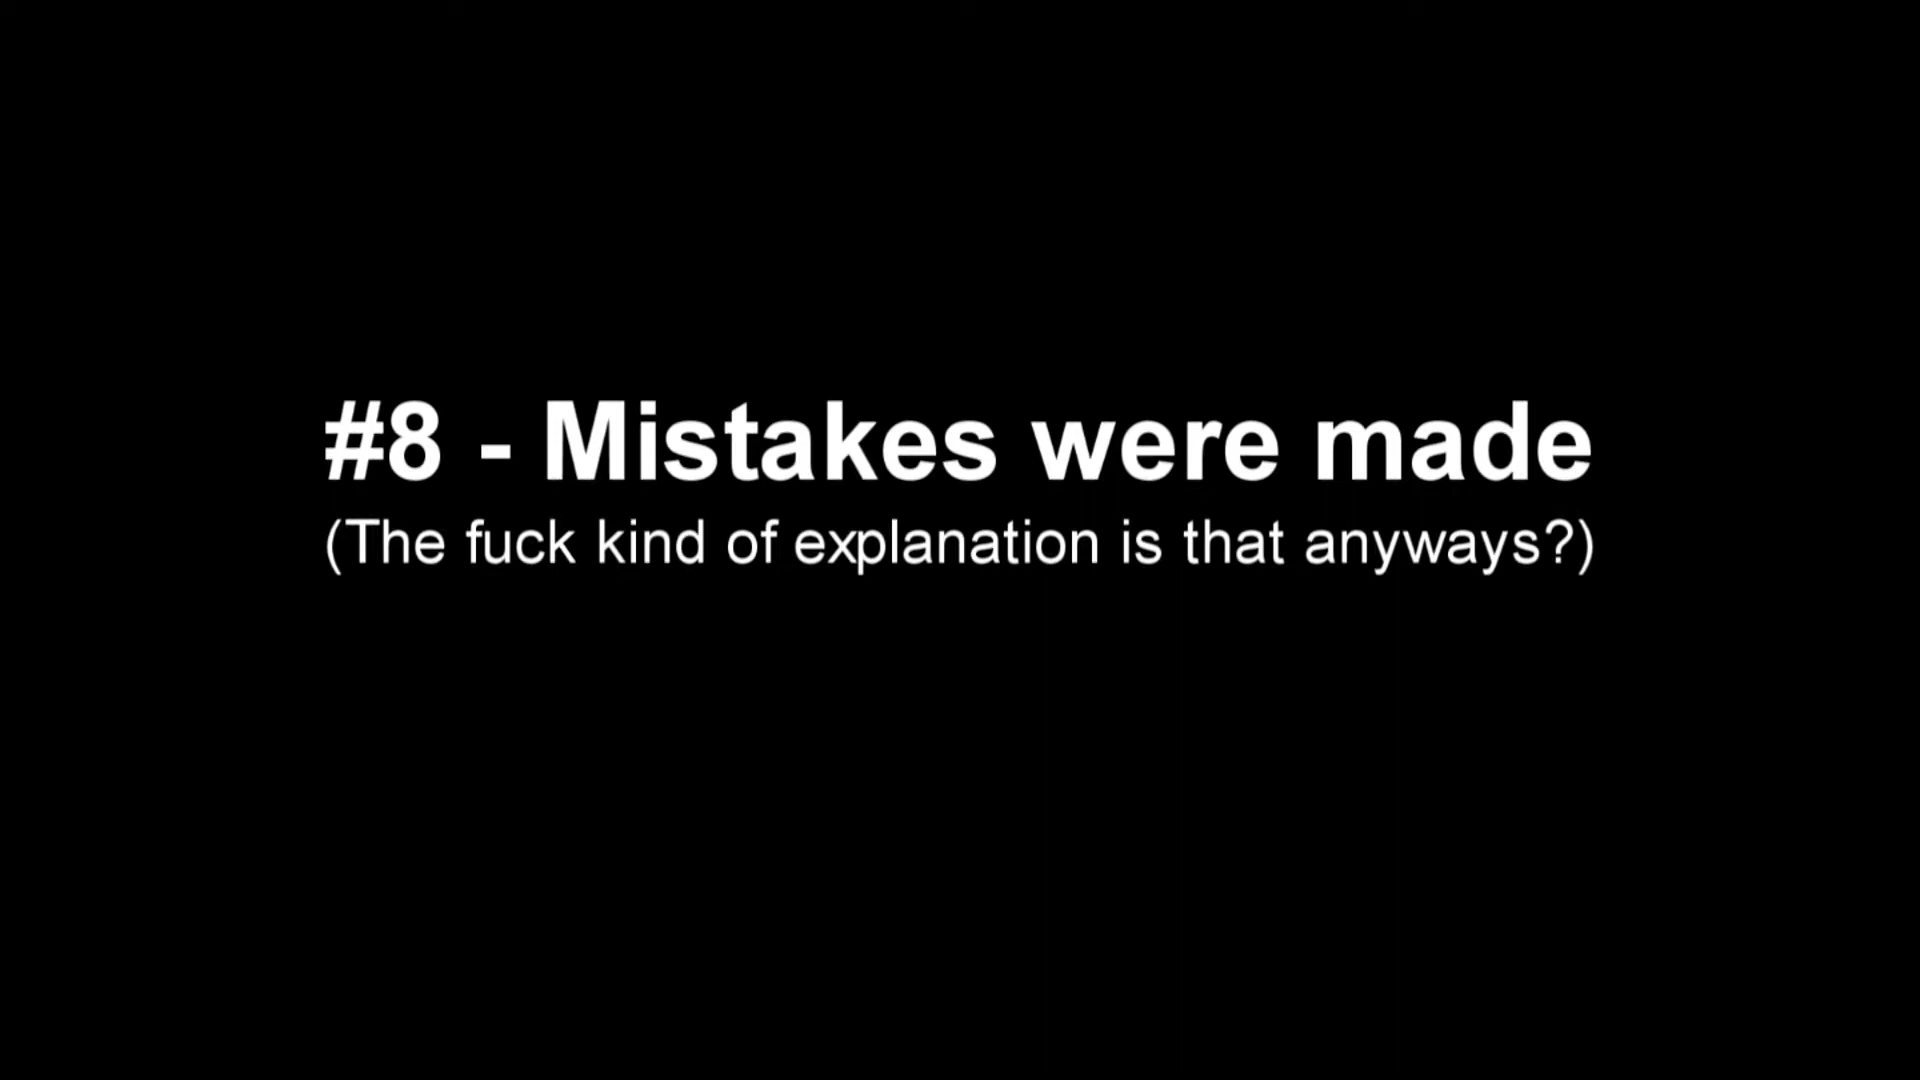 #8 - Mistakes were made
(The fuck kind of explanation is that anyways?)